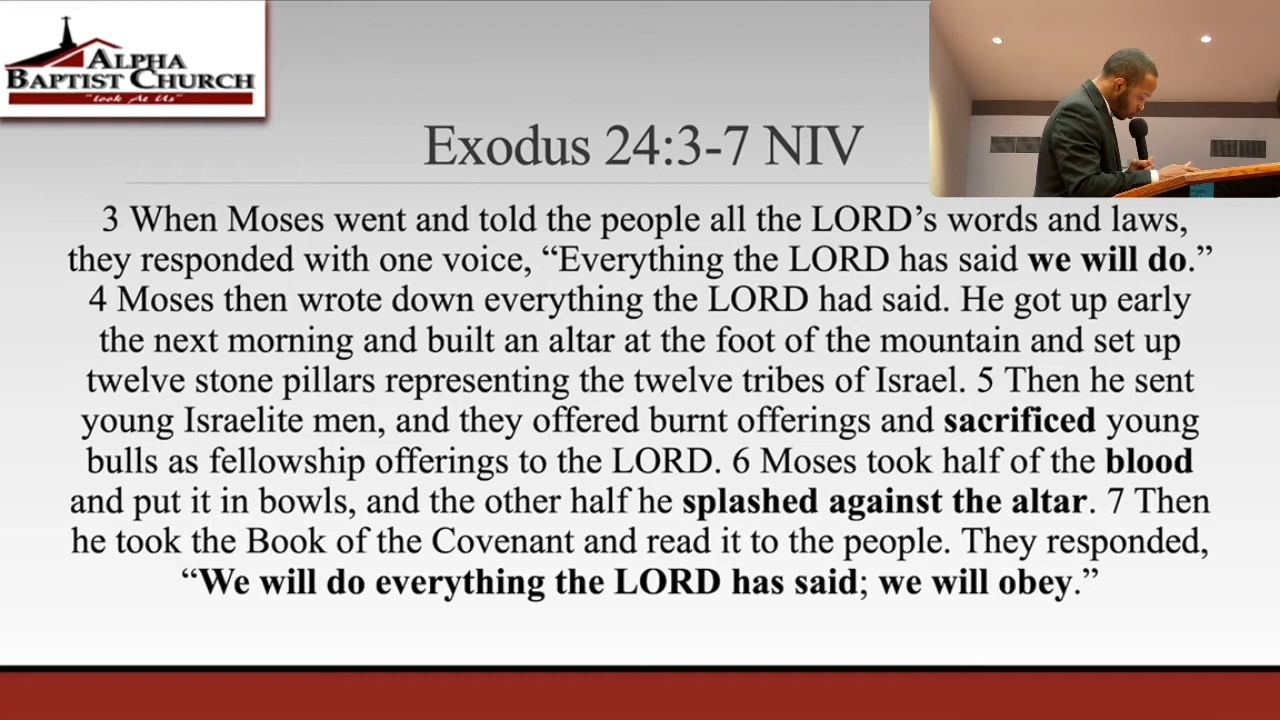 ALPHA
BAPTIST CHURCH
"Look At Us"
Exodus 24:3-7 NIV
3 When Moses went and told the people all the LORD’s words and laws,
they responded with one voice, “Everything the LORD has said we will do.”
4 Moses then wrote down everything the LORD had said. He got up early
the next morning and built an altar at the foot of the mountain and set up
twelve stone pillars representing the twelve tribes of Israel. 5 Then he sent
young Israelite men, and they offered burnt offerings and sacrificed young
bulls as fellowship offerings to the LORD. 6 Moses took half of the blood
and put it in bowls, and the other half he splashed against the altar. 7 Then
he took the Book of the Covenant and read it to the people. They responded,
“We will do everything the LORD has said; we will obey.”